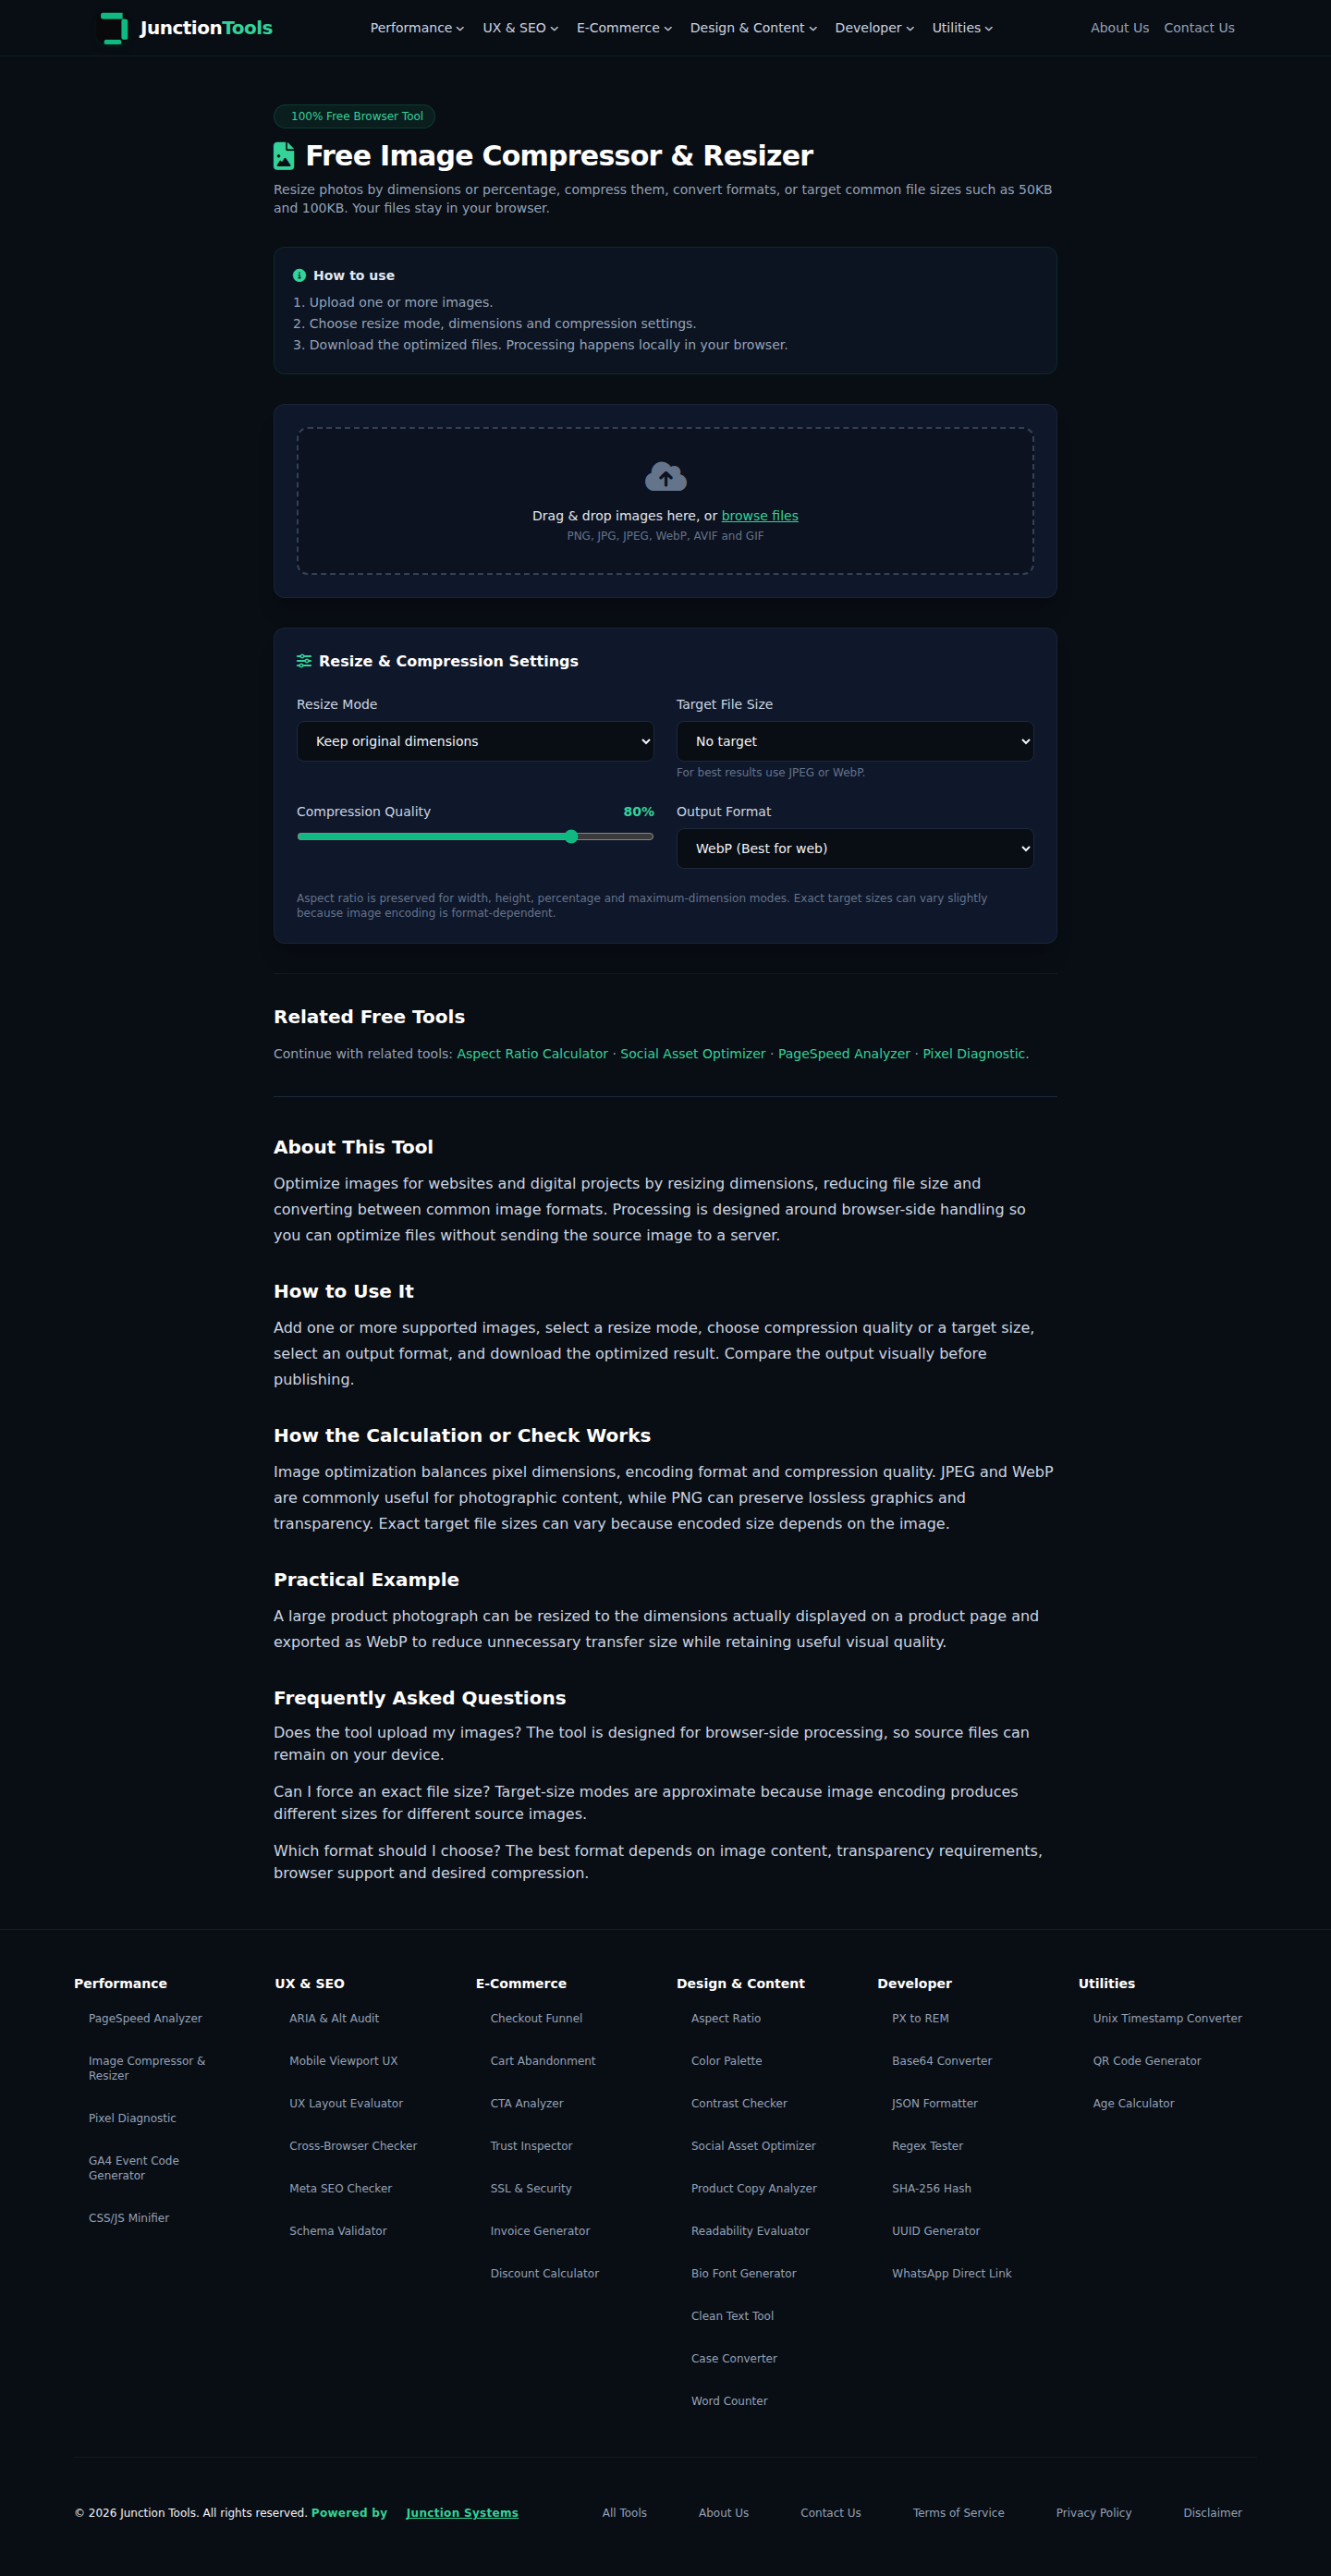 JunctionTools
Performance UX & SEO E-Commerce Design & Content Developer Utilities About Us Contact Us
100% Free Browser Tool
Free Image Compressor & Resizer
Resize photos by dimensions or percentage, compress them, convert formats, or target common file sizes such as 50KB
and 100KB. Your files stay in your browser.
How to use
1. Upload one or more images.
2. Choose resize mode, dimensions and compression settings.
3. Download the optimized files. Processing happens locally in your browser.
Drag & drop images here, or browse files
PNG, JPG, JPEG, WebP, AVIF and GIF
Resize & Compression Settings
Resize Mode
Keep original dimensions
Target File Size
No target
For best results use JPEG or WebP.
Compression Quality 80%
Output Format
WebP (Best for web)
Aspect ratio is preserved for width, height, percentage and maximum-dimension modes. Exact target sizes can vary slightly
because image encoding is format-dependent.
Related Free Tools
Continue with related tools: Aspect Ratio Calculator · Social Asset Optimizer · PageSpeed Analyzer · Pixel Diagnostic.
About This Tool
Optimize images for websites and digital projects by resizing dimensions, reducing file size and
converting between common image formats. Processing is designed around browser-side handling so
you can optimize files without sending the source image to a server.
How to Use It
Add one or more supported images, select a resize mode, choose compression quality or a target size,
select an output format, and download the optimized result. Compare the output visually before
publishing.
How the Calculation or Check Works
Image optimization balances pixel dimensions, encoding format and compression quality. JPEG and WebP
are commonly useful for photographic content, while PNG can preserve lossless graphics and
transparency. Exact target file sizes can vary because encoded size depends on the image.
Practical Example
A large product photograph can be resized to the dimensions actually displayed on a product page and
exported as WebP to reduce unnecessary transfer size while retaining useful visual quality.
Frequently Asked Questions
Does the tool upload my images? The tool is designed for browser-side processing, so source files can
remain on your device.
Can I force an exact file size? Target-size modes are approximate because image encoding produces
different sizes for different source images.
Which format should I choose? The best format depends on image content, transparency requirements,
browser support and desired compression.
Performance
PageSpeed Analyzer
Image Compressor &
Resizer
Pixel Diagnostic
GA4 Event Code
Generator
CSS/JS Minifier
UX & SEO
ARIA & Alt Audit
Mobile Viewport UX
UX Layout Evaluator
Cross-Browser Checker
Meta SEO Checker
Schema Validator
E-Commerce
Checkout Funnel
Cart Abandonment
CTA Analyzer
Trust Inspector
SSL & Security
Invoice Generator
Discount Calculator
Design & Content
Aspect Ratio
Color Palette
Contrast Checker
Social Asset Optimizer
Product Copy Analyzer
Readability Evaluator
Bio Font Generator
Clean Text Tool
Case Converter
Word Counter
Developer
PX to REM
Base64 Converter
JSON Formatter
Regex Tester
SHA-256 Hash
UUID Generator
WhatsApp Direct Link
Utilities
Unix Timestamp Converter
QR Code Generator
Age Calculator
© 2026 Junction Tools. All rights reserved. Powered by Junction Systems
All Tools About Us Contact Us Terms of Service Privacy Policy Disclaimer